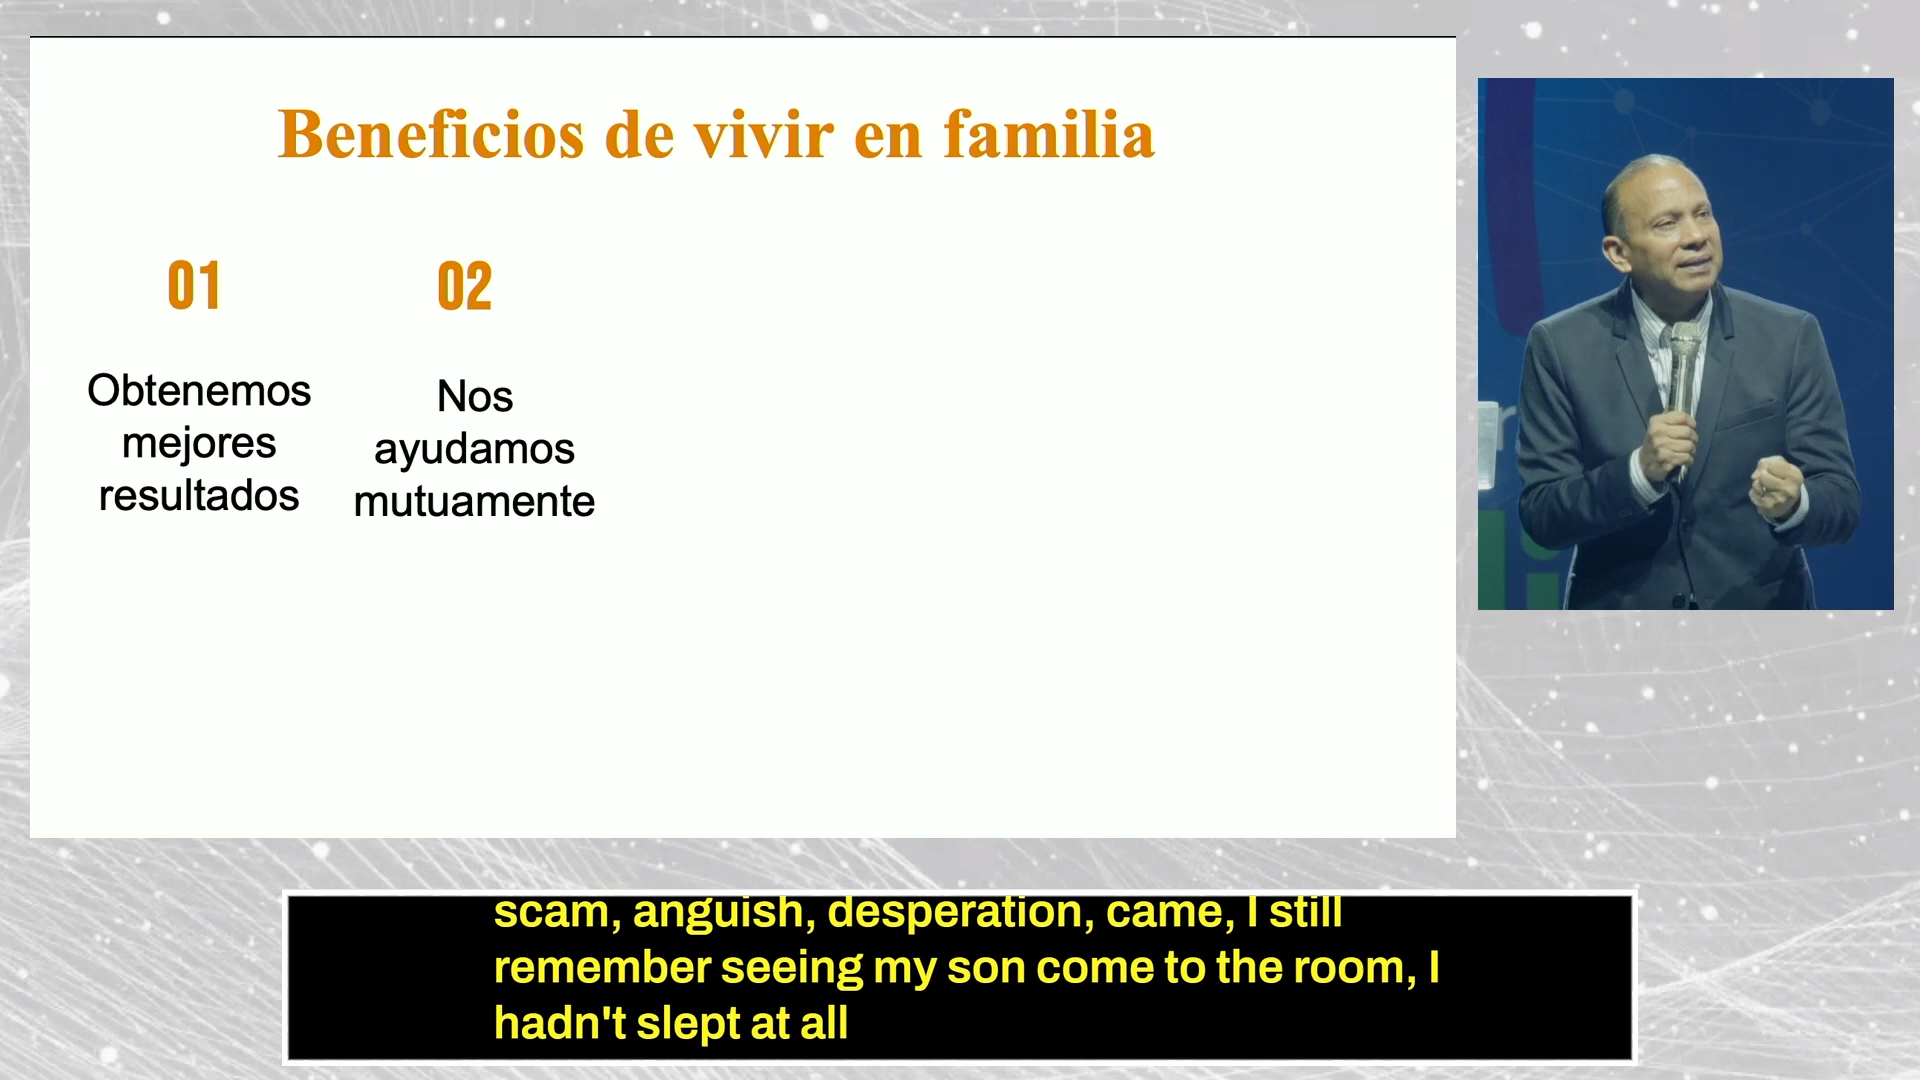 Beneficios de vivir en familia
01
Obtenemos
mejores
resultados
02
Nos
ayudamos
mutuamente
scam, anguish, desperation, came, I still
remember seeing my son come to the room, I
hadn't slept at all